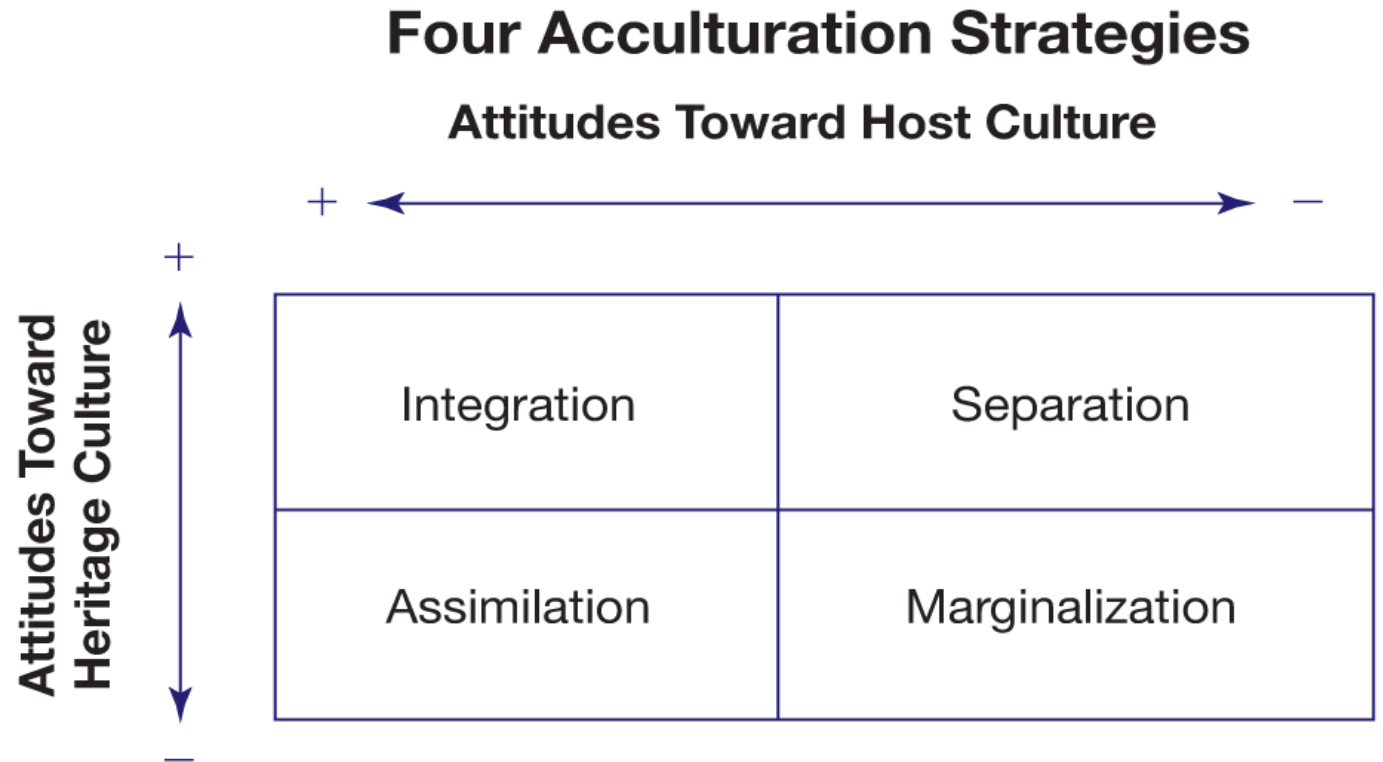 Four Acculturation Strategies
Attitudes Toward Host Culture
+ −
+
Attitudes Toward
Heritage Culture
Integration Separation
Assimilation Marginalization
−